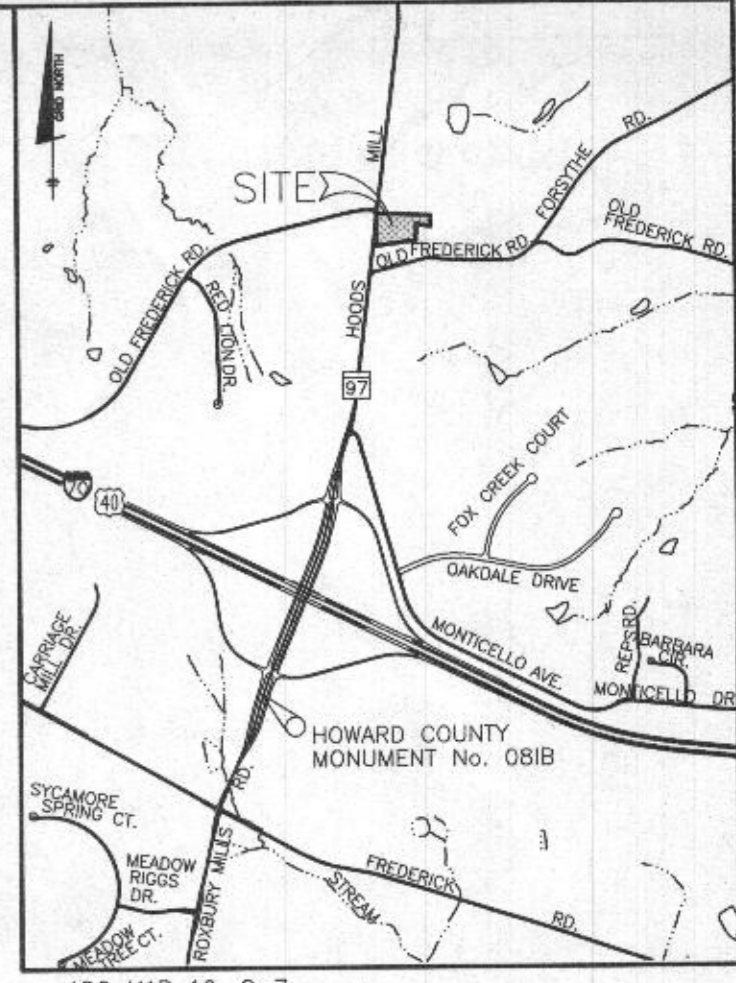 GRID NORTH
MILL
SITE
FORSYTHE
RD.
OLD
FREDERICK RD.
OLD FREDERICK RD.
OLD FREDERICK RD.
RED LION DR.
HOODS
97
70
40
FOX CREEK COURT
OAKDALE DRIVE
CARRIAGE
MILL DR.
MONTICELLO AVE.
REPS RD.
BARBARA
CIR.
MONTICELLO DR
HOWARD COUNTY
MONUMENT No. 08IB
RD.
SYCAMORE
SPRING CT.
MEADOW
RIGGS
DR.
ROXBURY MILLS
FREDERICK
RD.
STREAM
MEADOW
TREE CT.